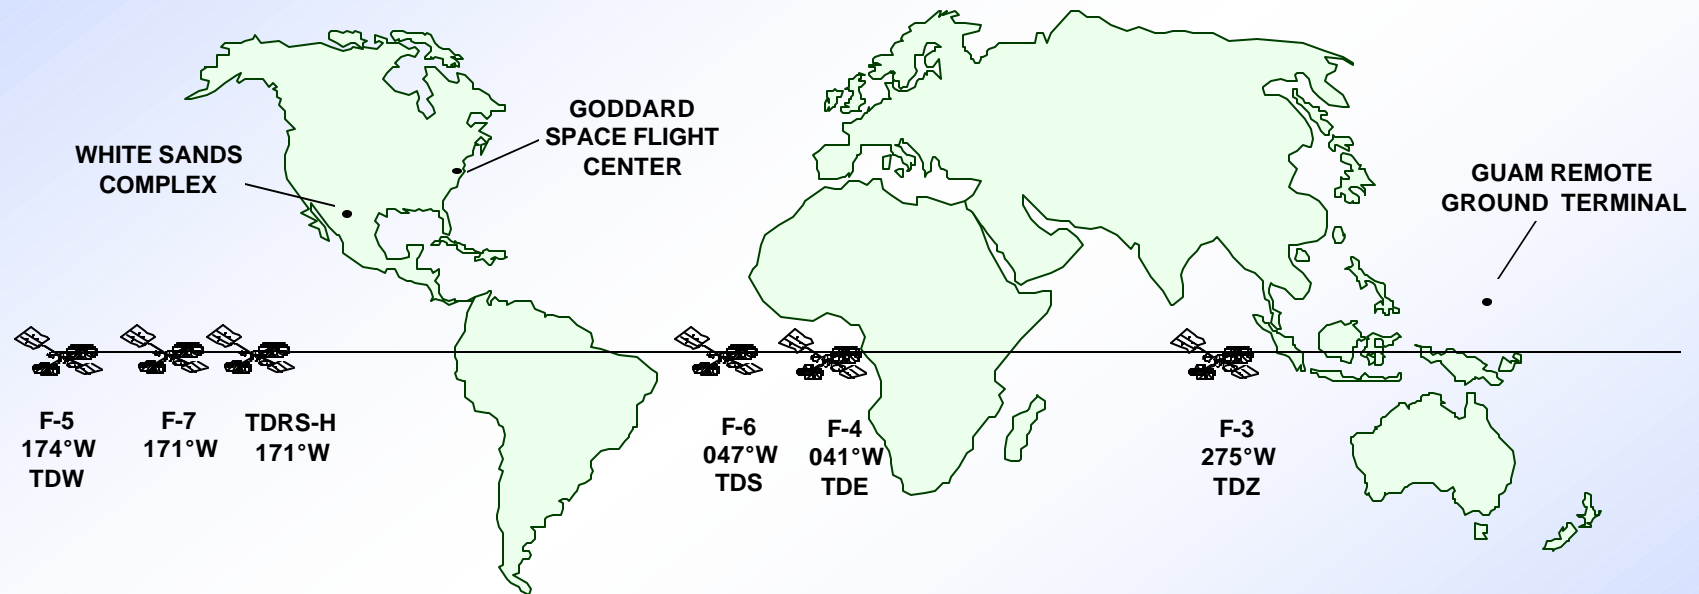 GODDARD
SPACE FLIGHT
CENTER
WHITE SANDS
COMPLEX
GUAM REMOTE
GROUND TERMINAL
F-5
174°W
TDW
F-7
171°W
TDRS-H
171°W
F-6
047°W
TDS
F-4
041°W
TDE
F-3
275°W
TDZ